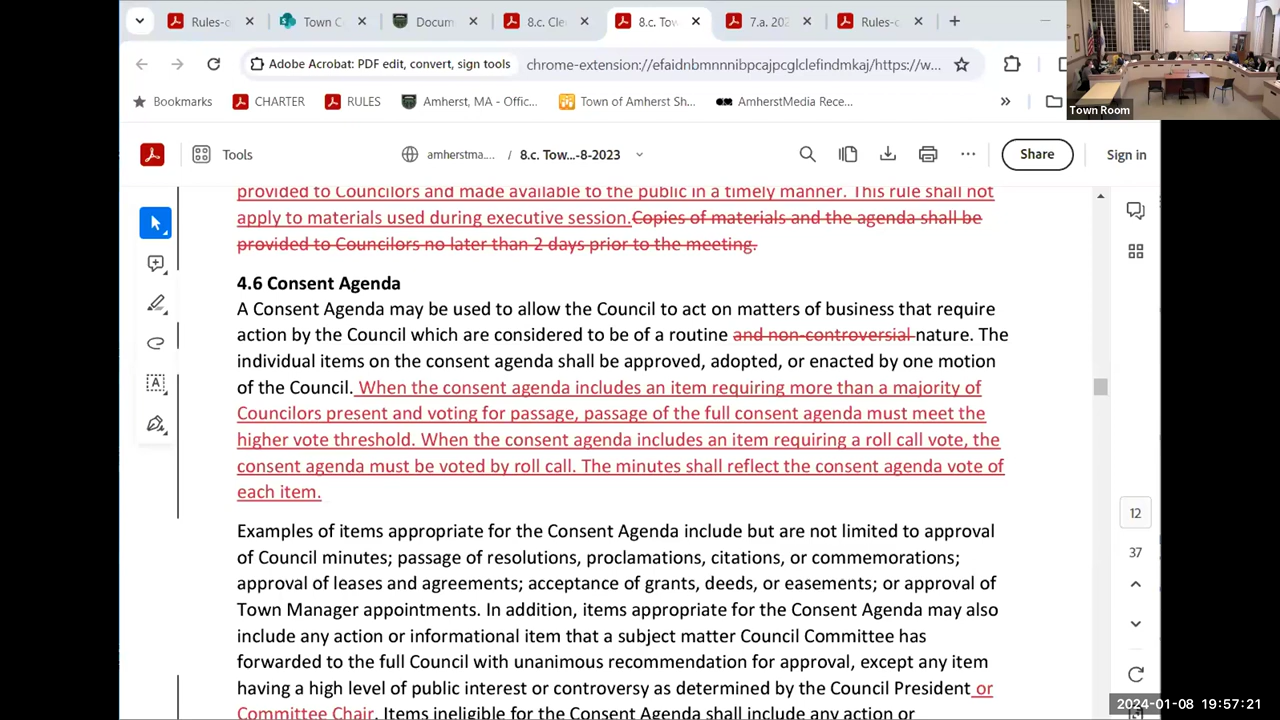 Rules-c
Town C
Docum
8.c. Cle
8.c. Tow
7.a. 202
Rules-c
Adobe Acrobat: PDF edit, convert, sign tools
chrome-extension://efaidnbmnnnibpcajpcglclefindmkaj/https://w...
Bookmarks
CHARTER
RULES
Amherst, MA - Offic...
Town of Amherst Sh...
AmherstMedia Rece...
Town Room
Tools
amherstma.... / 8.c. Tow...-8-2023
Share
Sign in
provided to Councilors and made available to the public in a timely manner. This rule shall not
apply to materials used during executive session.Copies of materials and the agenda shall be
provided to Councilors no later than 2 days prior to the meeting.
4.6 Consent Agenda
A Consent Agenda may be used to allow the Council to act on matters of business that require
action by the Council which are considered to be of a routine and non-controversial nature. The
individual items on the consent agenda shall be approved, adopted, or enacted by one motion
of the Council. When the consent agenda includes an item requiring more than a majority of
Councilors present and voting for passage, passage of the full consent agenda must meet the
higher vote threshold. When the consent agenda includes an item requiring a roll call vote, the
consent agenda must be voted by roll call. The minutes shall reflect the consent agenda vote of
each item.
Examples of items appropriate for the Consent Agenda include but are not limited to approval
of Council minutes; passage of resolutions, proclamations, citations, or commemorations;
approval of leases and agreements; acceptance of grants, deeds, or easements; or approval of
Town Manager appointments. In addition, items appropriate for the Consent Agenda may also
include any action or informational item that a subject matter Council Committee has
forwarded to the full Council with unanimous recommendation for approval, except any item
having a high level of public interest or controversy as determined by the Council President or
Committee Chair. Items ineligible for the Consent Agenda shall include any action or
12
37
2024-01-08 19:57:21